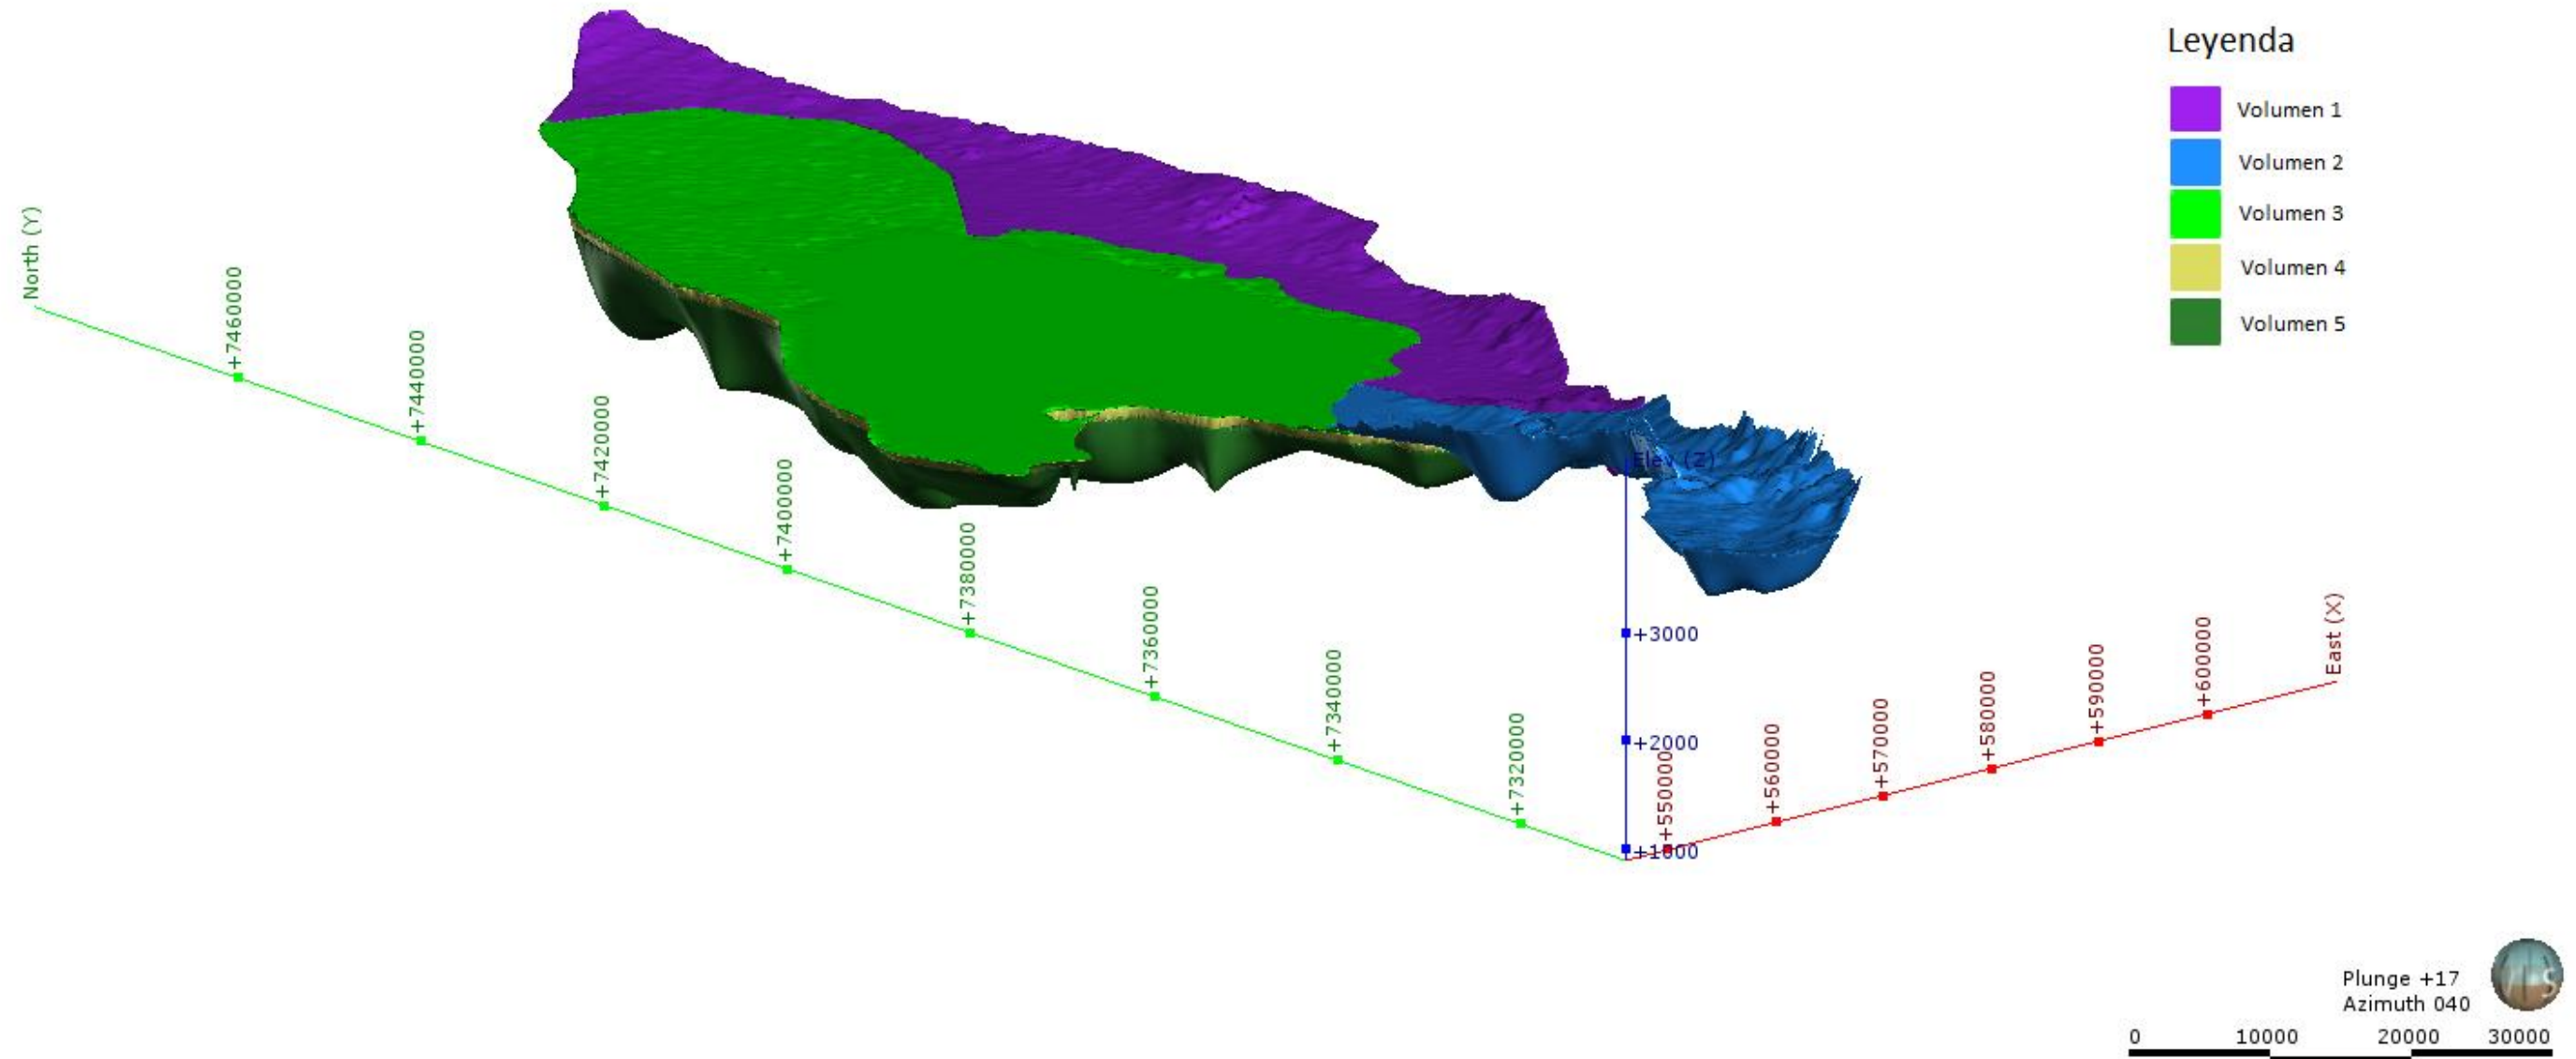 Leyenda
Volumen 1
Volumen 2
Volumen 3
Volumen 4
Volumen 5
North (Y)
+7460000
+7440000
+7420000
+7400000
+7380000
+7360000
+7340000
+7320000
Elev (Z)
+3000
+2000
+1000
+550000
+560000
+570000
+580000
+590000
+600000
East (X)
Plunge +17
Azimuth 040
S
0 10000 20000 30000